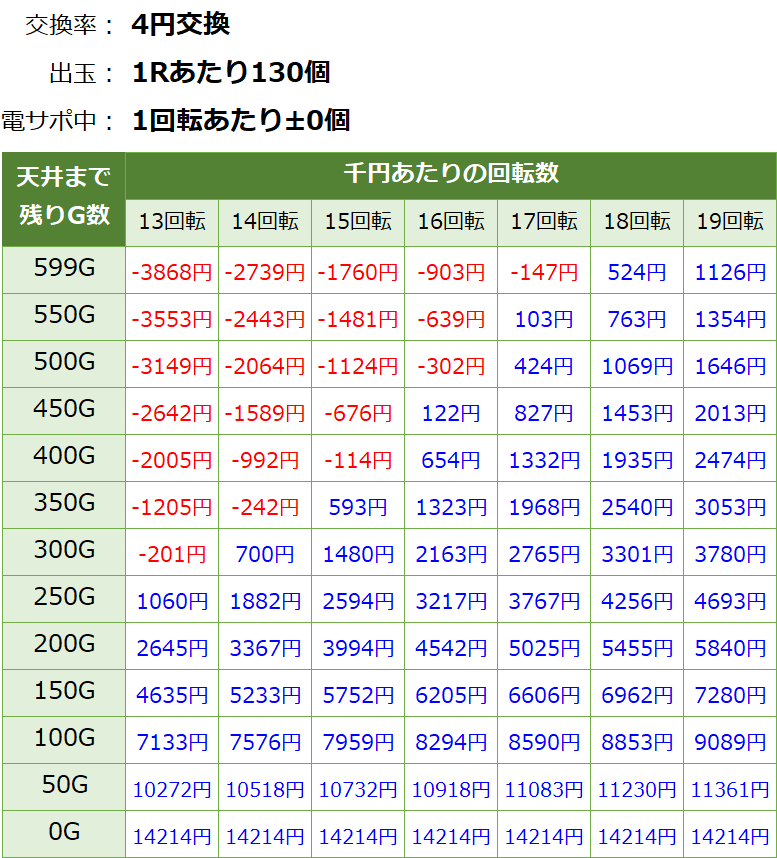 交換率： 4円交換
出玉： 1Rあたり130個
電サポ中： 1回転あたり±0個
天井まで
残りG数
千円あたりの回転数
13回転 14回転 15回転 16回転 17回転 18回転 19回転
599G -3868円 -2739円 -1760円 -903円 -147円 524円 1126円
550G -3553円 -2443円 -1481円 -639円 103円 763円 1354円
500G -3149円 -2064円 -1124円 -302円 424円 1069円 1646円
450G -2642円 -1589円 -676円 122円 827円 1453円 2013円
400G -2005円 -992円 -114円 654円 1332円 1935円 2474円
350G -1205円 -242円 593円 1323円 1968円 2540円 3053円
300G -201円 700円 1480円 2163円 2765円 3301円 3780円
250G 1060円 1882円 2594円 3217円 3767円 4256円 4693円
200G 2645円 3367円 3994円 4542円 5025円 5455円 5840円
150G 4635円 5233円 5752円 6205円 6606円 6962円 7280円
100G 7133円 7576円 7959円 8294円 8590円 8853円 9089円
50G 10272円 10518円 10732円 10918円 11083円 11230円 11361円
0G 14214円 14214円 14214円 14214円 14214円 14214円 14214円